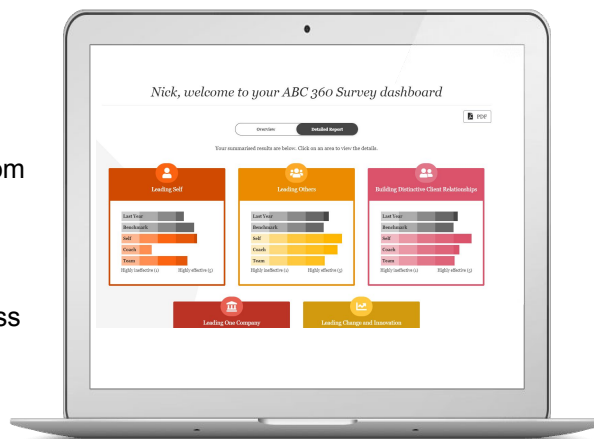 om
ss
Nick, welcome to your ABC 360 Survey dashboard
PDF
Overview
Detailed Report
Your summarised results are below. Click on an area to view the details.
Leading Self
Leading Others
Building Distinctive Client Relationships
Last Year
Benchmark
Self
Coach
Team
Highly ineffective (1) Highly effective (5)
Last Year
Benchmark
Self
Coach
Team
Highly ineffective (1) Highly effective (5)
Last Year
Benchmark
Self
Coach
Team
Highly ineffective (1) Highly effective (5)
Leading One Company
Leading Change and Innovation